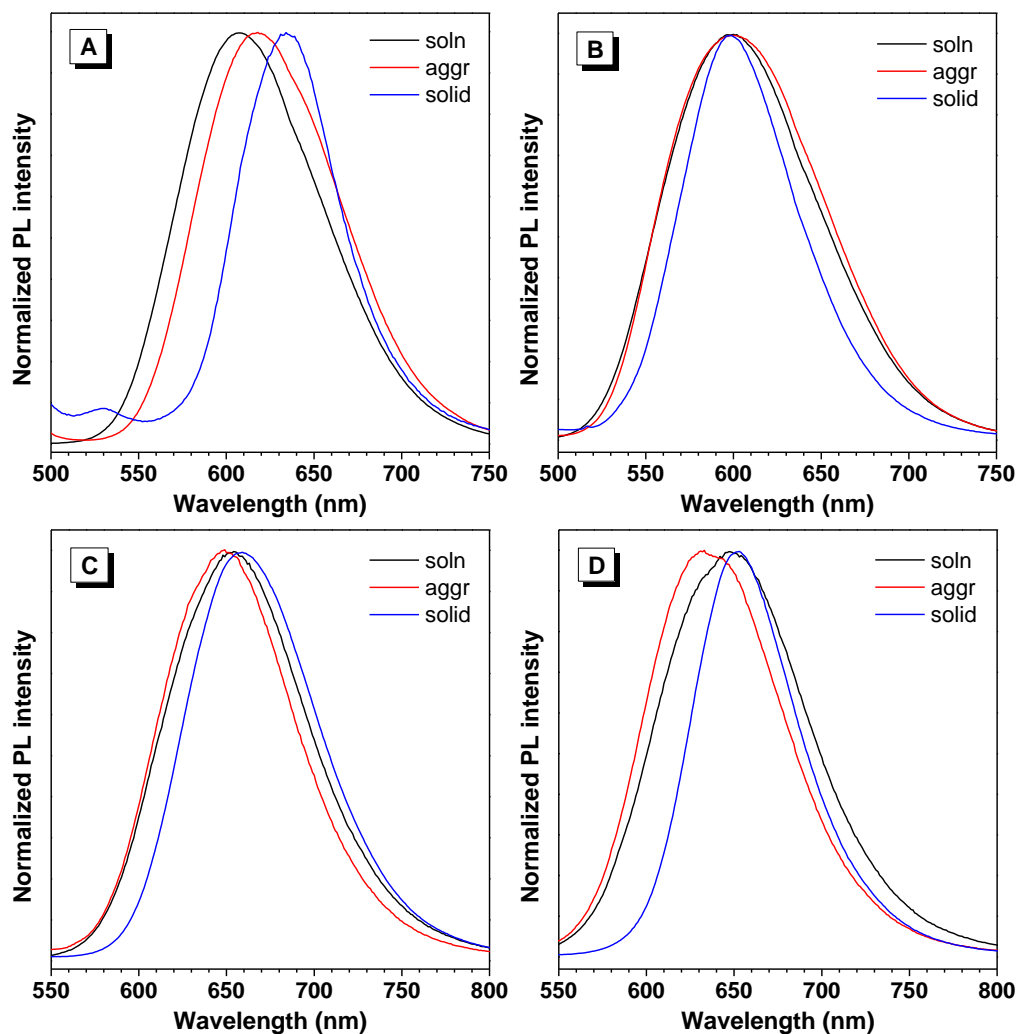 A
soln
aggr
solid
Normalized PL intensity
500 550 600 650 700 750
Wavelength (nm)
B
soln
aggr
solid
Normalized PL intensity
500 550 600 650 700 750
Wavelength (nm)
C
soln
aggr
solid
Normalized PL intensity
550 600 650 700 750 800
Wavelength (nm)
D
soln
aggr
solid
Normalized PL intensity
550 600 650 700 750 800
Wavelength (nm)